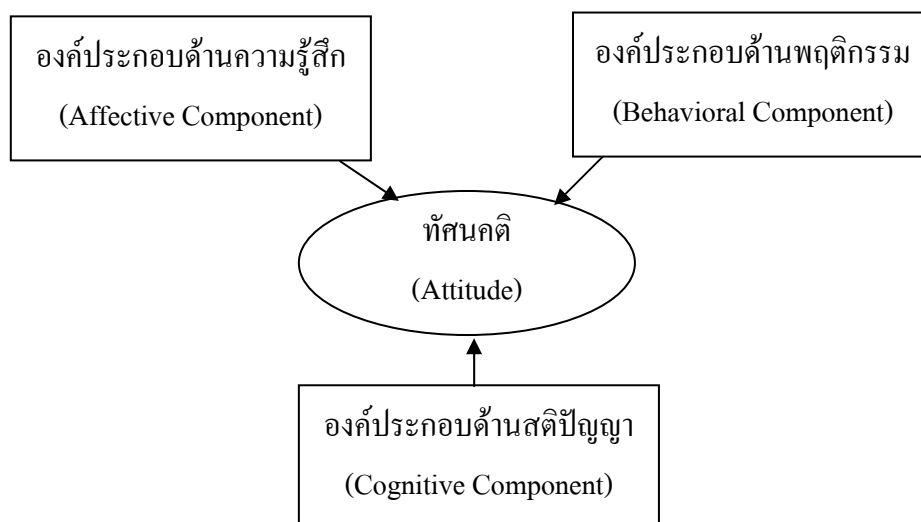 องค์ประกอบด้านความรู้สึก
(Affective Component)
องค์ประกอบด้านพฤติกรรม
(Behavioral Component)
ทัศนคติ
(Attitude)
องค์ประกอบด้านสติปัญญา
(Cognitive Component)